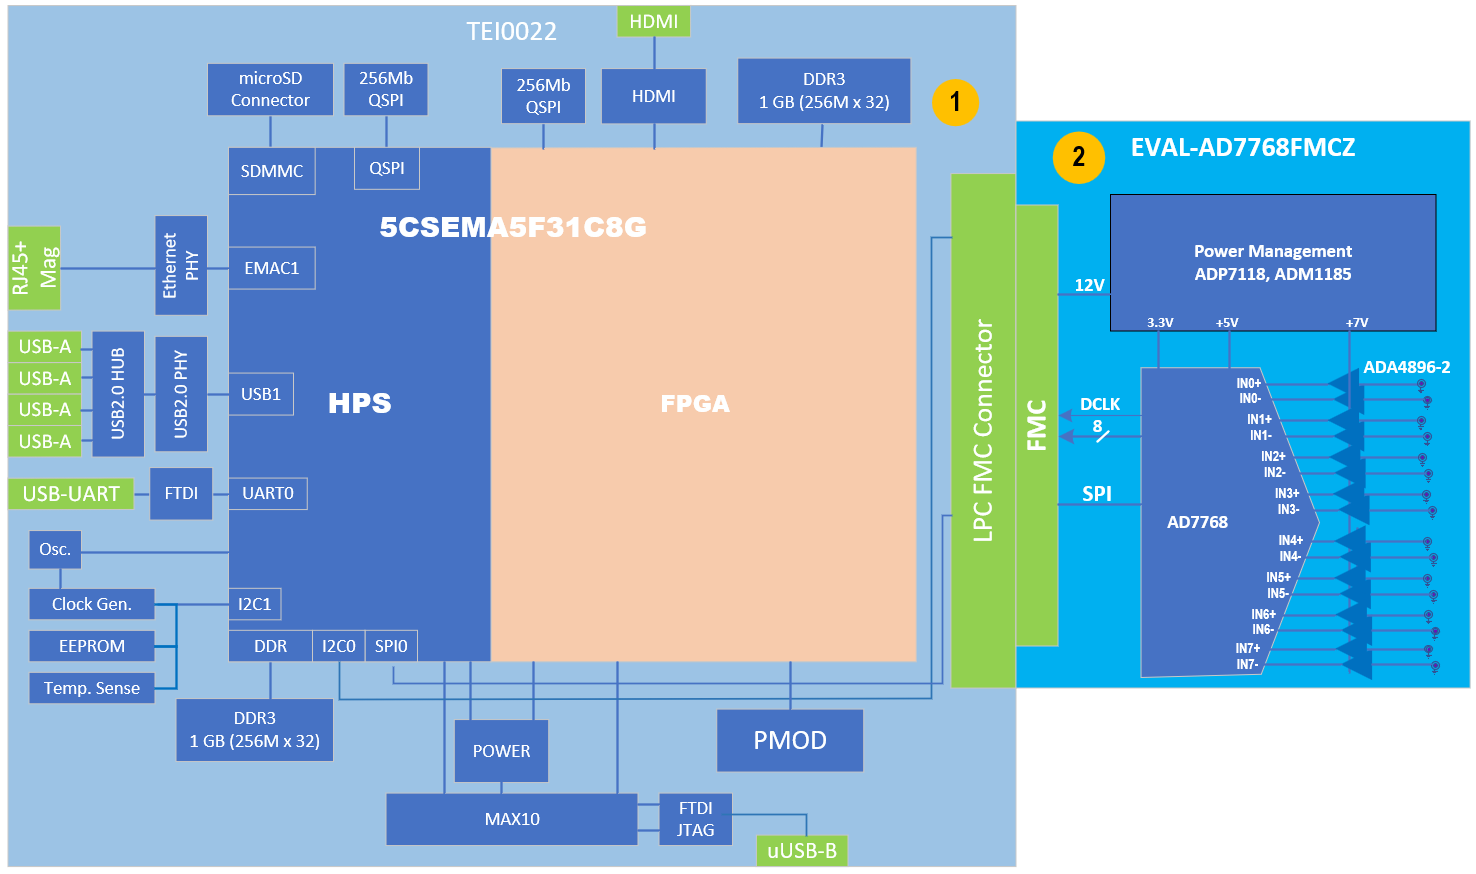 TEI0022
HDMI
microSD
Connector
256Mb
QSPI
256Mb
QSPI
HDMI
DDR3
1 GB (256M x 32)
1
SDMMC
QSPI
5CSEMA5F31C8G
RJ45+
Mag
Ethernet
PHY
EMAC1
USB-A
USB-A
USB-A
USB-A
USB2.0 HUB
USB2.0 PHY
USB1
HPS
FPGA
USB-UART
FTDI
UART0
Osc.
Clock Gen.
I2C1
EEPROM
Temp. Sense
DDR
I2C0
SPI0
DDR3
1 GB (256M x 32)
POWER
PMOD
MAX10
FTDI
JTAG
uUSB-B
LPC FMC Connector
FMC
2
EVAL-AD7768FMCZ
Power Management
ADP7118, ADM1185
12V
3.3V
+5V
+7V
ADA4896-2
DCLK
8
SPI
AD7768
IN0+
IN0-
IN1+
IN1-
IN2+
IN2-
IN3+
IN3-
IN4+
IN4-
IN5+
IN5-
IN6+
IN6-
IN7+
IN7-